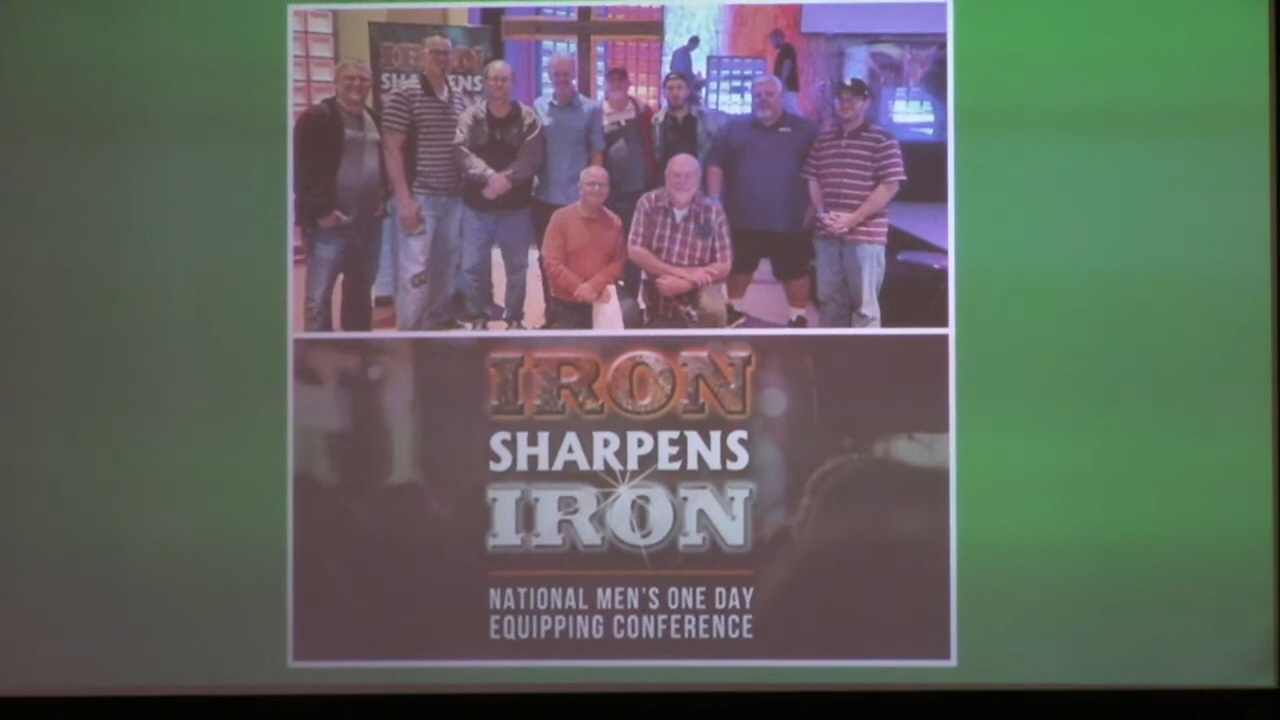 IRON
SHARPENS
IRON
NATIONAL MEN'S ONE DAY
EQUIPPING CONFERENCE